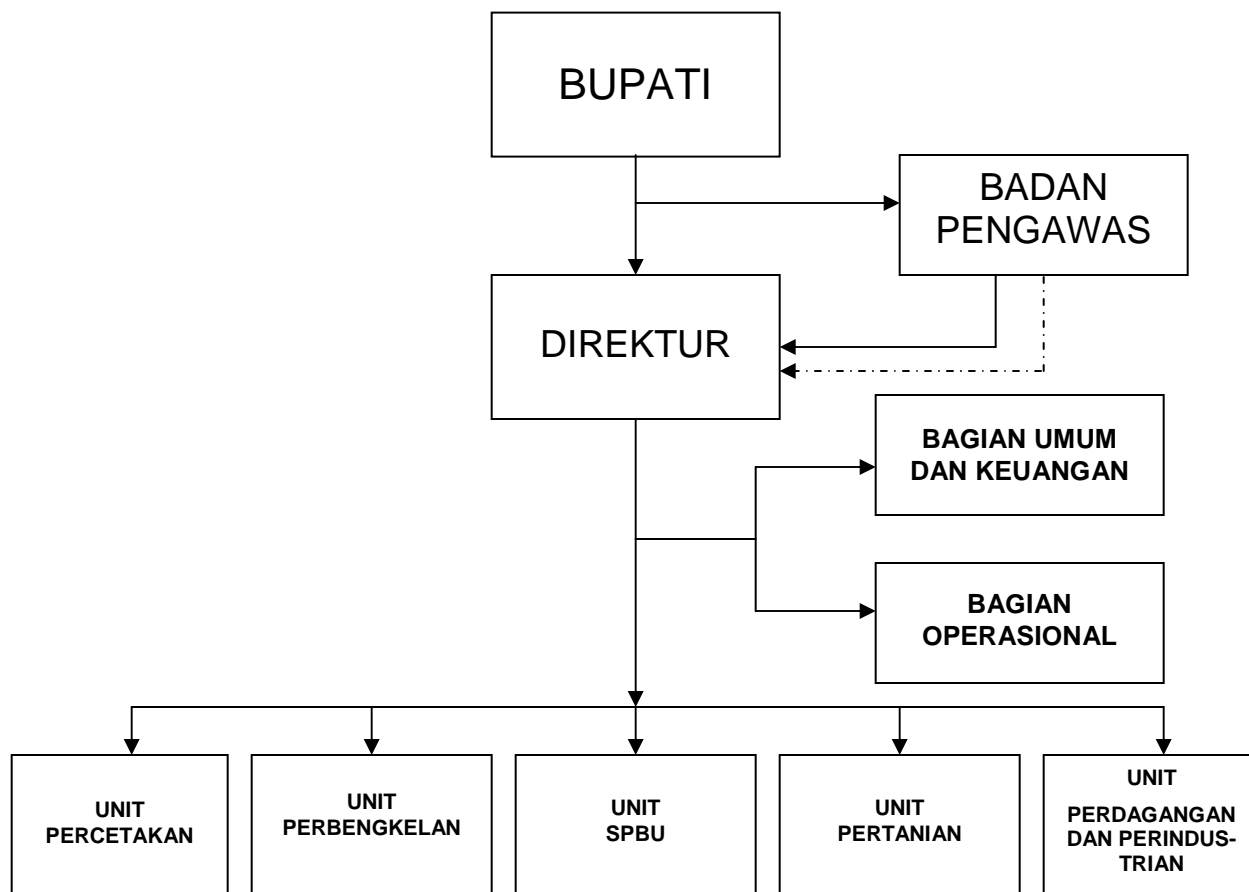 BUPATI
BADAN
PENGAWAS
DIREKTUR
BAGIAN UMUM
DAN KEUANGAN
BAGIAN
OPERASIONAL
UNIT
PERCETAKAN
UNIT
PERBENGKELAN
UNIT
SPBU
UNIT
PERTANIAN
UNIT
PERDAGANGAN
DAN PERINDUS-
TRIAN